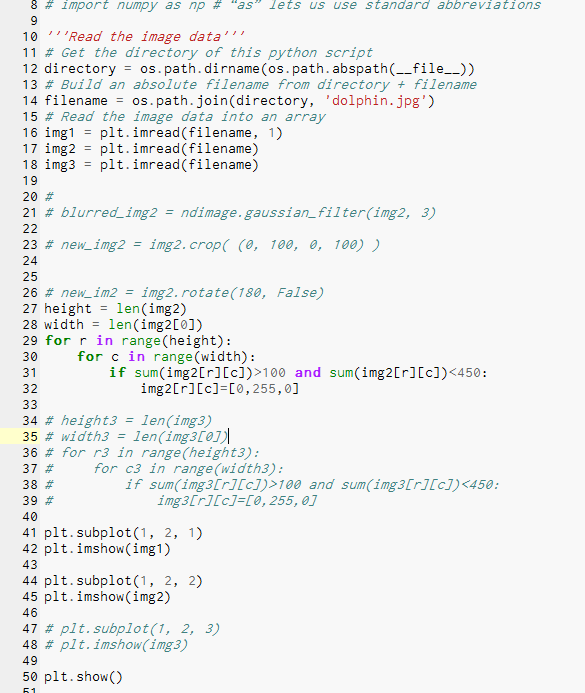 8 # import numpy as np # “as” lets us use standard abbreviations
9
10 '''Read the image data'''
11 # Get the directory of this python script
12 directory = os.path.dirname(os.path.abspath(__file__))
13 # Build an absolute filename from directory + filename
14 filename = os.path.join(directory, 'dolphin.jpg')
15 # Read the image data into an array
16 img1 = plt.imread(filename, 1)
17 img2 = plt.imread(filename)
18 img3 = plt.imread(filename)
19
20 #
21 # blurred_img2 = ndimage.gaussian_filter(img2, 3)
22
23 # new_img2 = img2.crop( (0, 100, 0, 100) )
24
25
26 # new_im2 = img2.rotate(180, False)
27 height = len(img2)
28 width = len(img2[0])
29 for r in range(height):
30     for c in range(width):
31         if sum(img2[r][c])>100 and sum(img2[r][c])<450:
32             img2[r][c]=[0,255,0]
33
34 # height3 = len(img3)
35 # width3 = len(img3[0])
36 # for r3 in range(height3):
37 #     for c3 in range(width3):
38 #         if sum(img3[r][c])>100 and sum(img3[r][c])<450:
39 #             img3[r][c]=[0,255,0]
40
41 plt.subplot(1, 2, 1)
42 plt.imshow(img1)
43
44 plt.subplot(1, 2, 2)
45 plt.imshow(img2)
46
47 # plt.subplot(1, 2, 3)
48 # plt.imshow(img3)
49
50 plt.show()
51